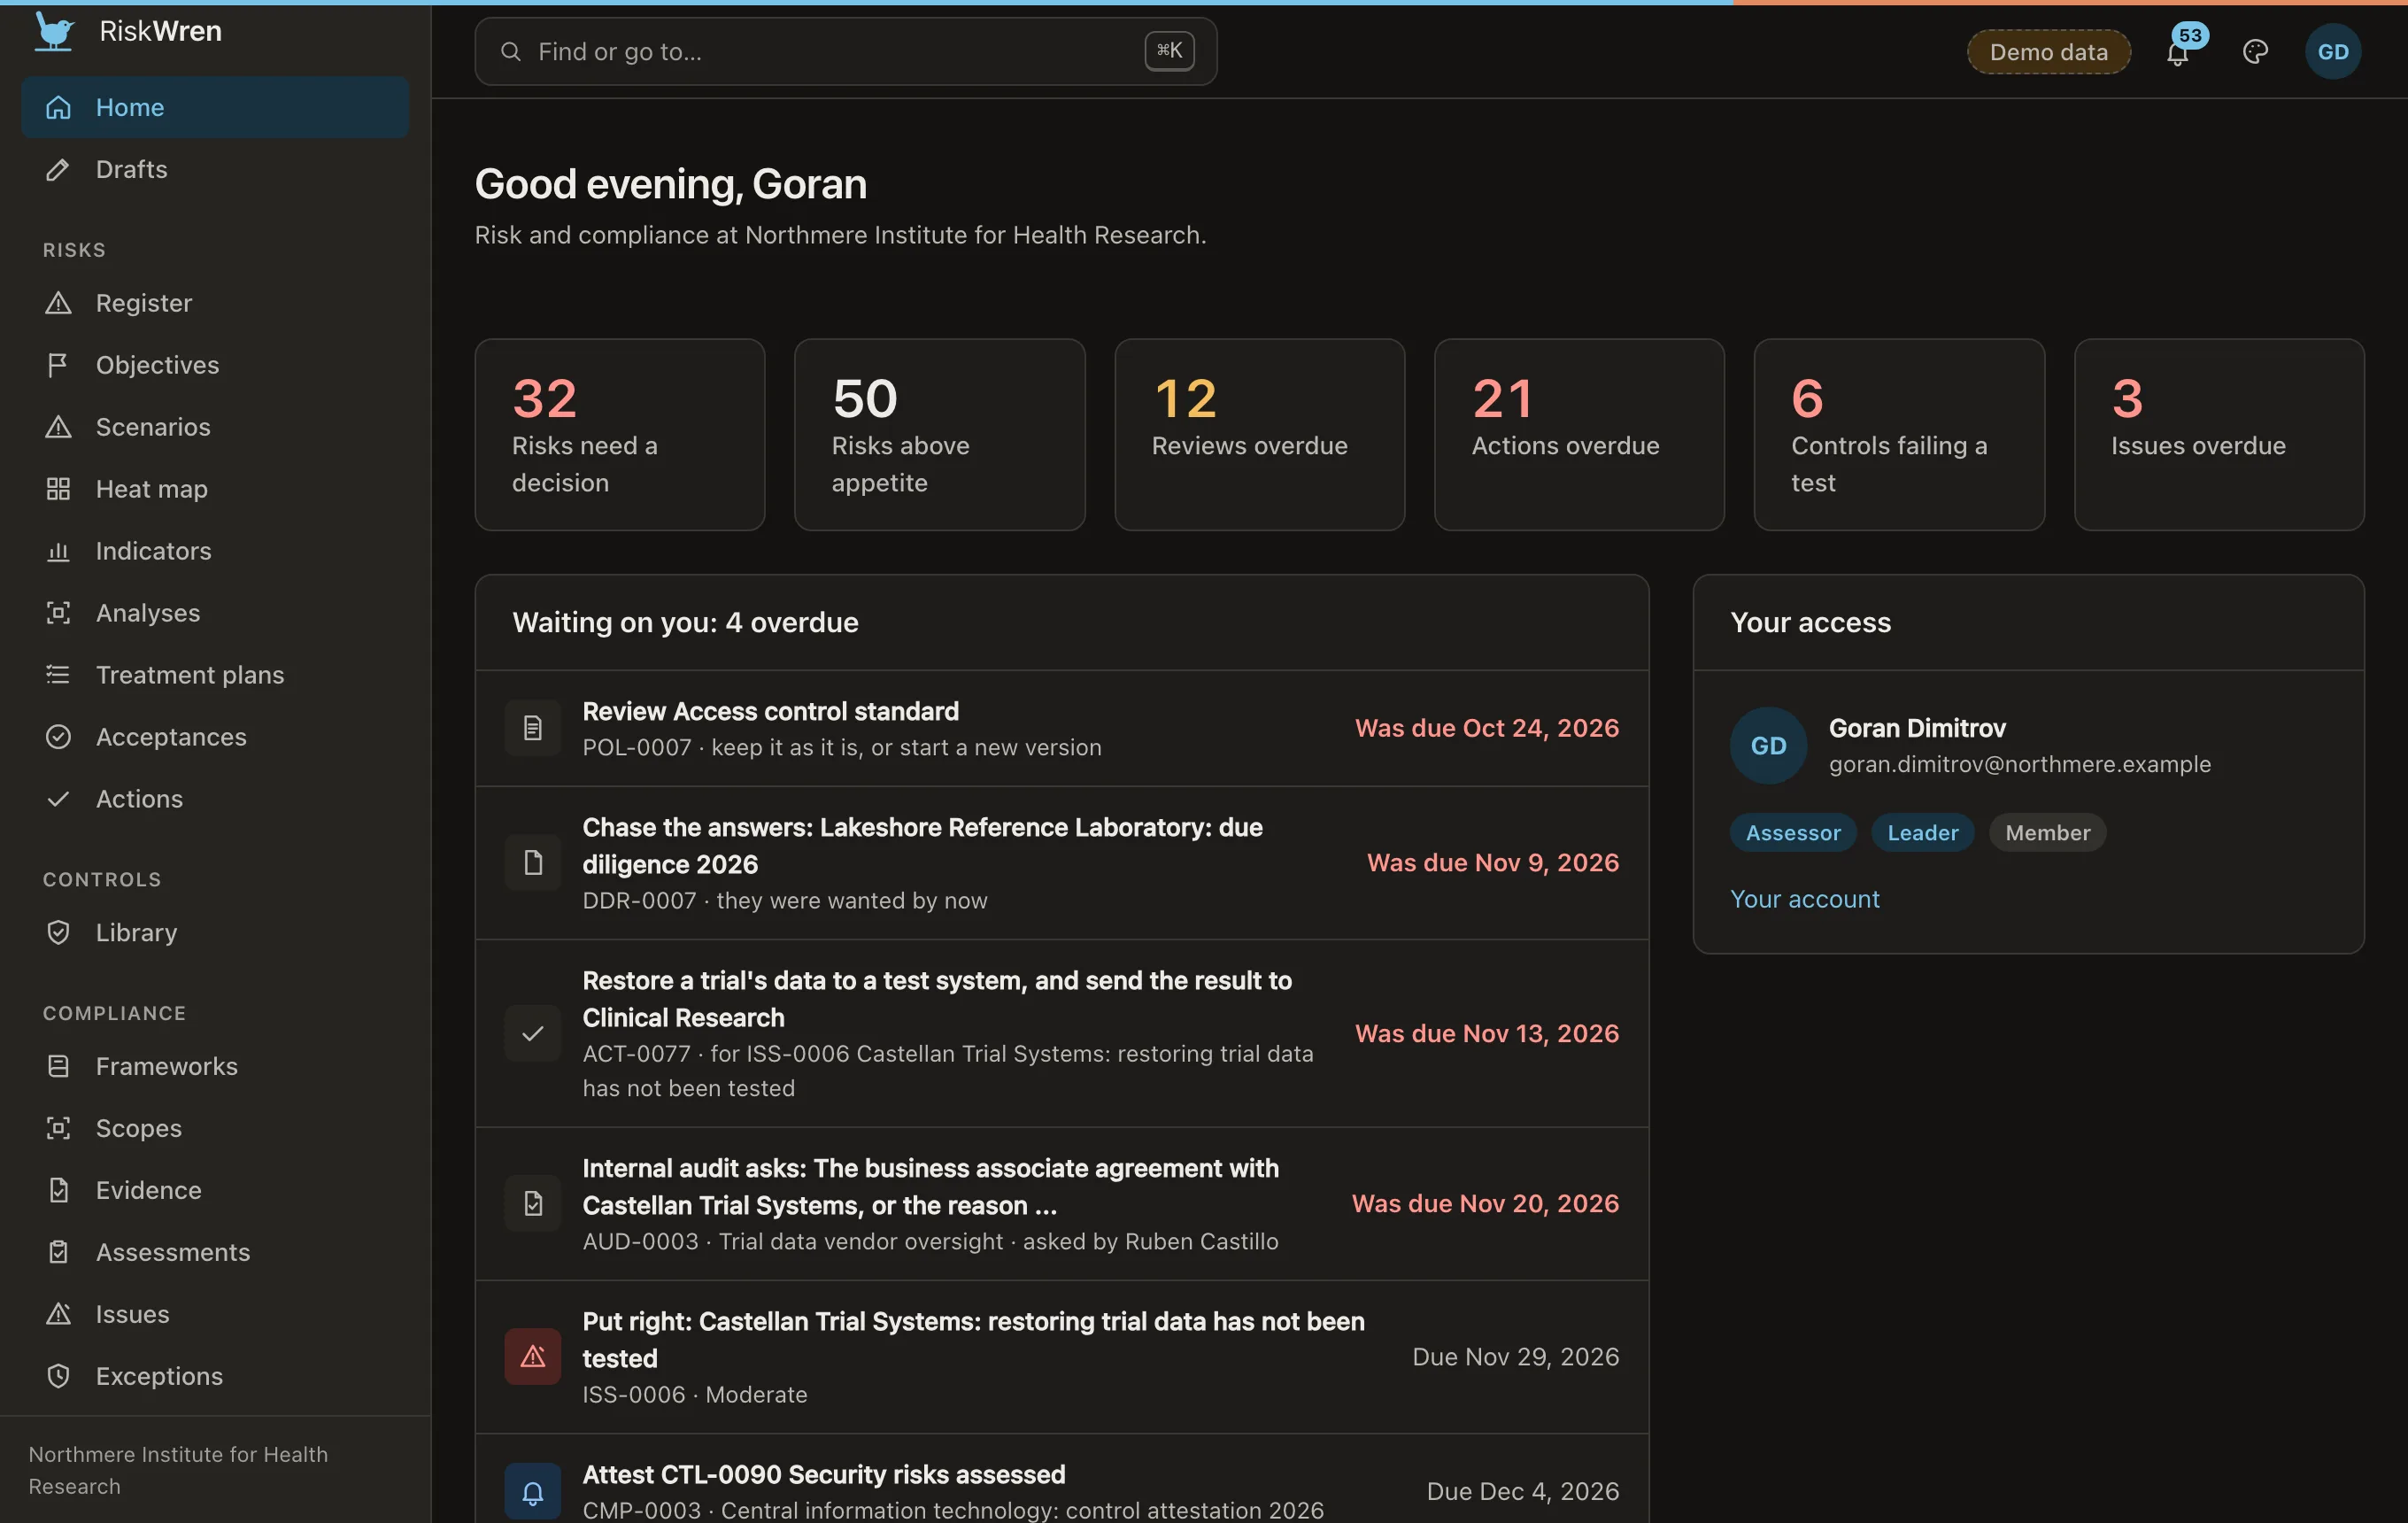 RiskWren
Find or go to...
⌘K
Demo data
53
GD
Home
Drafts
RISKS
Register
Objectives
Scenarios
Heat map
Indicators
Analyses
Treatment plans
Acceptances
Actions
CONTROLS
Library
COMPLIANCE
Frameworks
Scopes
Evidence
Assessments
Issues
Exceptions
Northmere Institute for Health
Research
Good evening, Goran
Risk and compliance at Northmere Institute for Health Research.
32
Risks need a
decision
50
Risks above
appetite
12
Reviews overdue
21
Actions overdue
6
Controls failing a
test
3
Issues overdue
Waiting on you: 4 overdue
Review Access control standard
POL-0007 · keep it as it is, or start a new version
Was due Oct 24, 2026
Chase the answers: Lakeshore Reference Laboratory: due
diligence 2026
DDR-0007 · they were wanted by now
Was due Nov 9, 2026
Restore a trial's data to a test system, and send the result to
Clinical Research
ACT-0077 · for ISS-0006 Castellan Trial Systems: restoring trial data
has not been tested
Was due Nov 13, 2026
Internal audit asks: The business associate agreement with
Castellan Trial Systems, or the reason ...
AUD-0003 · Trial data vendor oversight · asked by Ruben Castillo
Was due Nov 20, 2026
Put right: Castellan Trial Systems: restoring trial data has not been
tested
ISS-0006 · Moderate
Due Nov 29, 2026
Attest CTL-0090 Security risks assessed
CMP-0003 · Central information technology: control attestation 2026
Due Dec 4, 2026
Your access
GD
Goran Dimitrov
goran.dimitrov@northmere.example
Assessor
Leader
Member
Your account